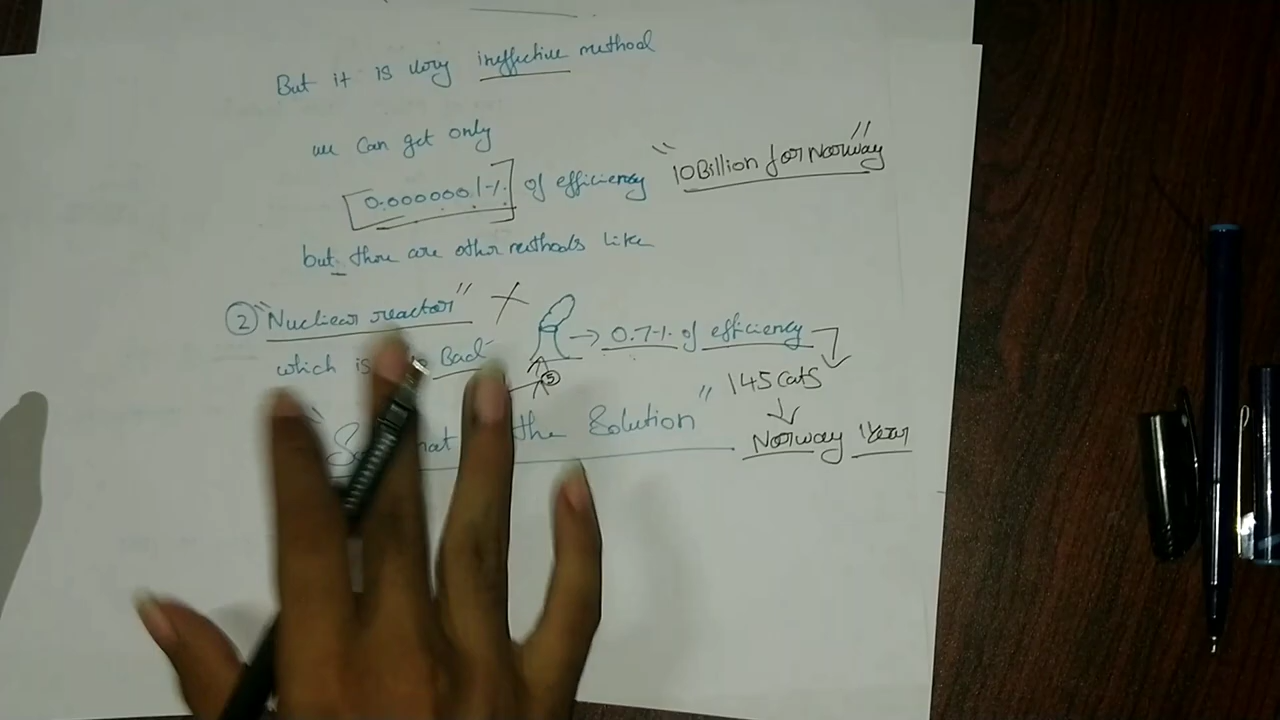 But it is very ineffective method
we can get only
0.0000001% of efficiency "10Billion for Norway"
but there are other methods like
② "Nuclear reactor" X
→ 0.7% of efficiency
which is Bad
⑤
145 cats
the Solution"
Norway 1Year